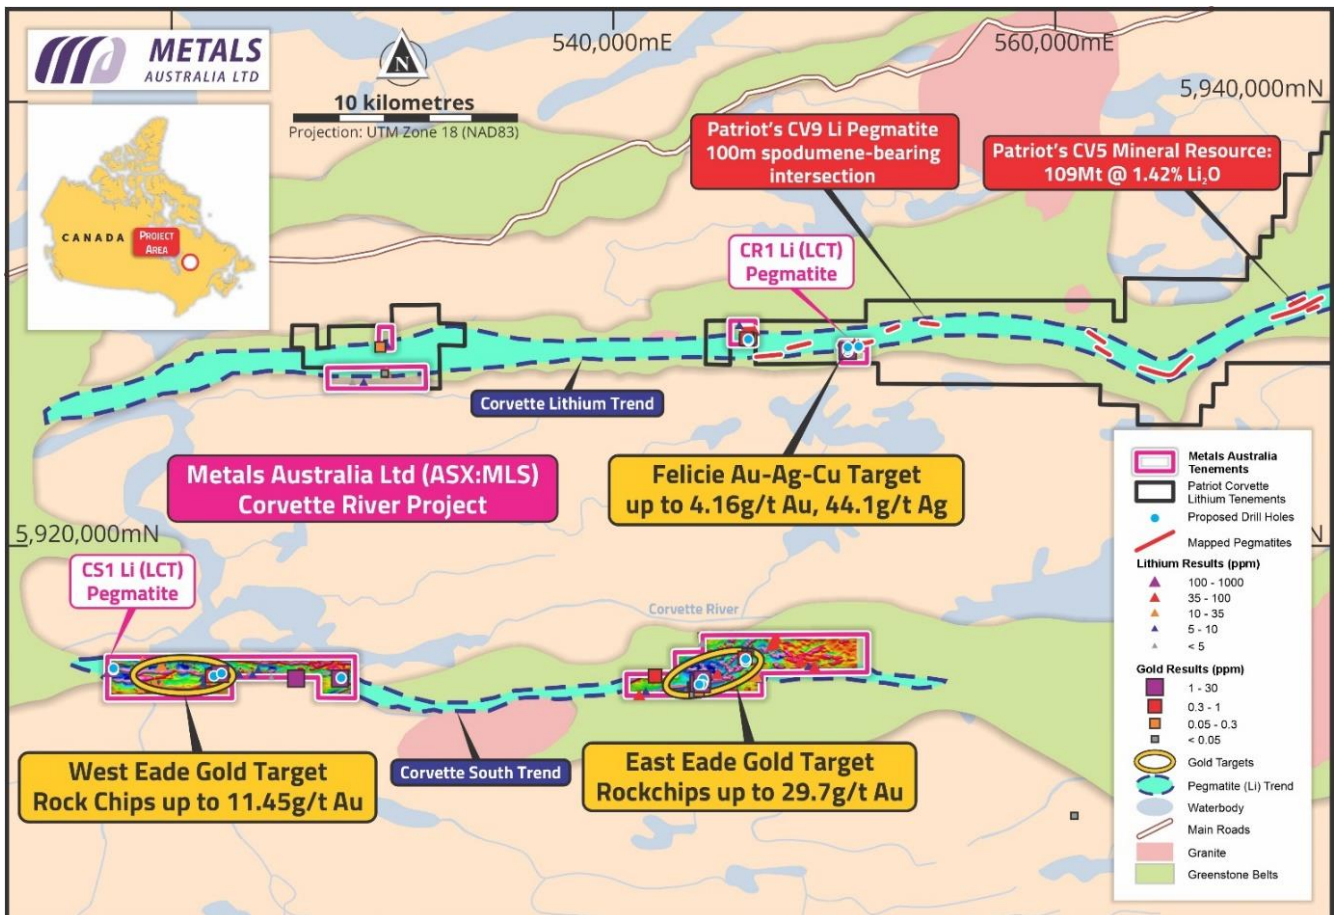 METALS
AUSTRALIA LTD
N
10 kilometres
Projection: UTM Zone 18 (NAD83)
540,000mE
560,000mE
5,940,000mN
CANADA
PROJECT
AREA
Patriot's CV9 Li Pegmatite
100m spodumene-bearing
intersection
Patriot's CV5 Mineral Resource:
109Mt @ 1.42% Li₂O
CR1 Li (LCT)
Pegmatite
Corvette Lithium Trend
Metals Australia Ltd (ASX:MLS)
Corvette River Project
Felicie Au-Ag-Cu Target
up to 4.16g/t Au, 44.1g/t Ag
5,920,000mN
N
CS1 Li (LCT)
Pegmatite
Corvette River
West Eade Gold Target
Rock Chips up to 11.45g/t Au
Corvette South Trend
East Eade Gold Target
Rockchips up to 29.7g/t Au
Metals Australia
Tenements
Patriot Corvette
Lithium Tenements
Proposed Drill Holes
Mapped Pegmatites
Lithium Results (ppm)
100 - 1000
35 - 100
10 - 35
5 - 10
< 5
Gold Results (ppm)
1 - 30
0.3 - 1
0.05 - 0.3
< 0.05
Gold Targets
Pegmatite (Li) Trend
Waterbody
Main Roads
Granite
Greenstone Belts